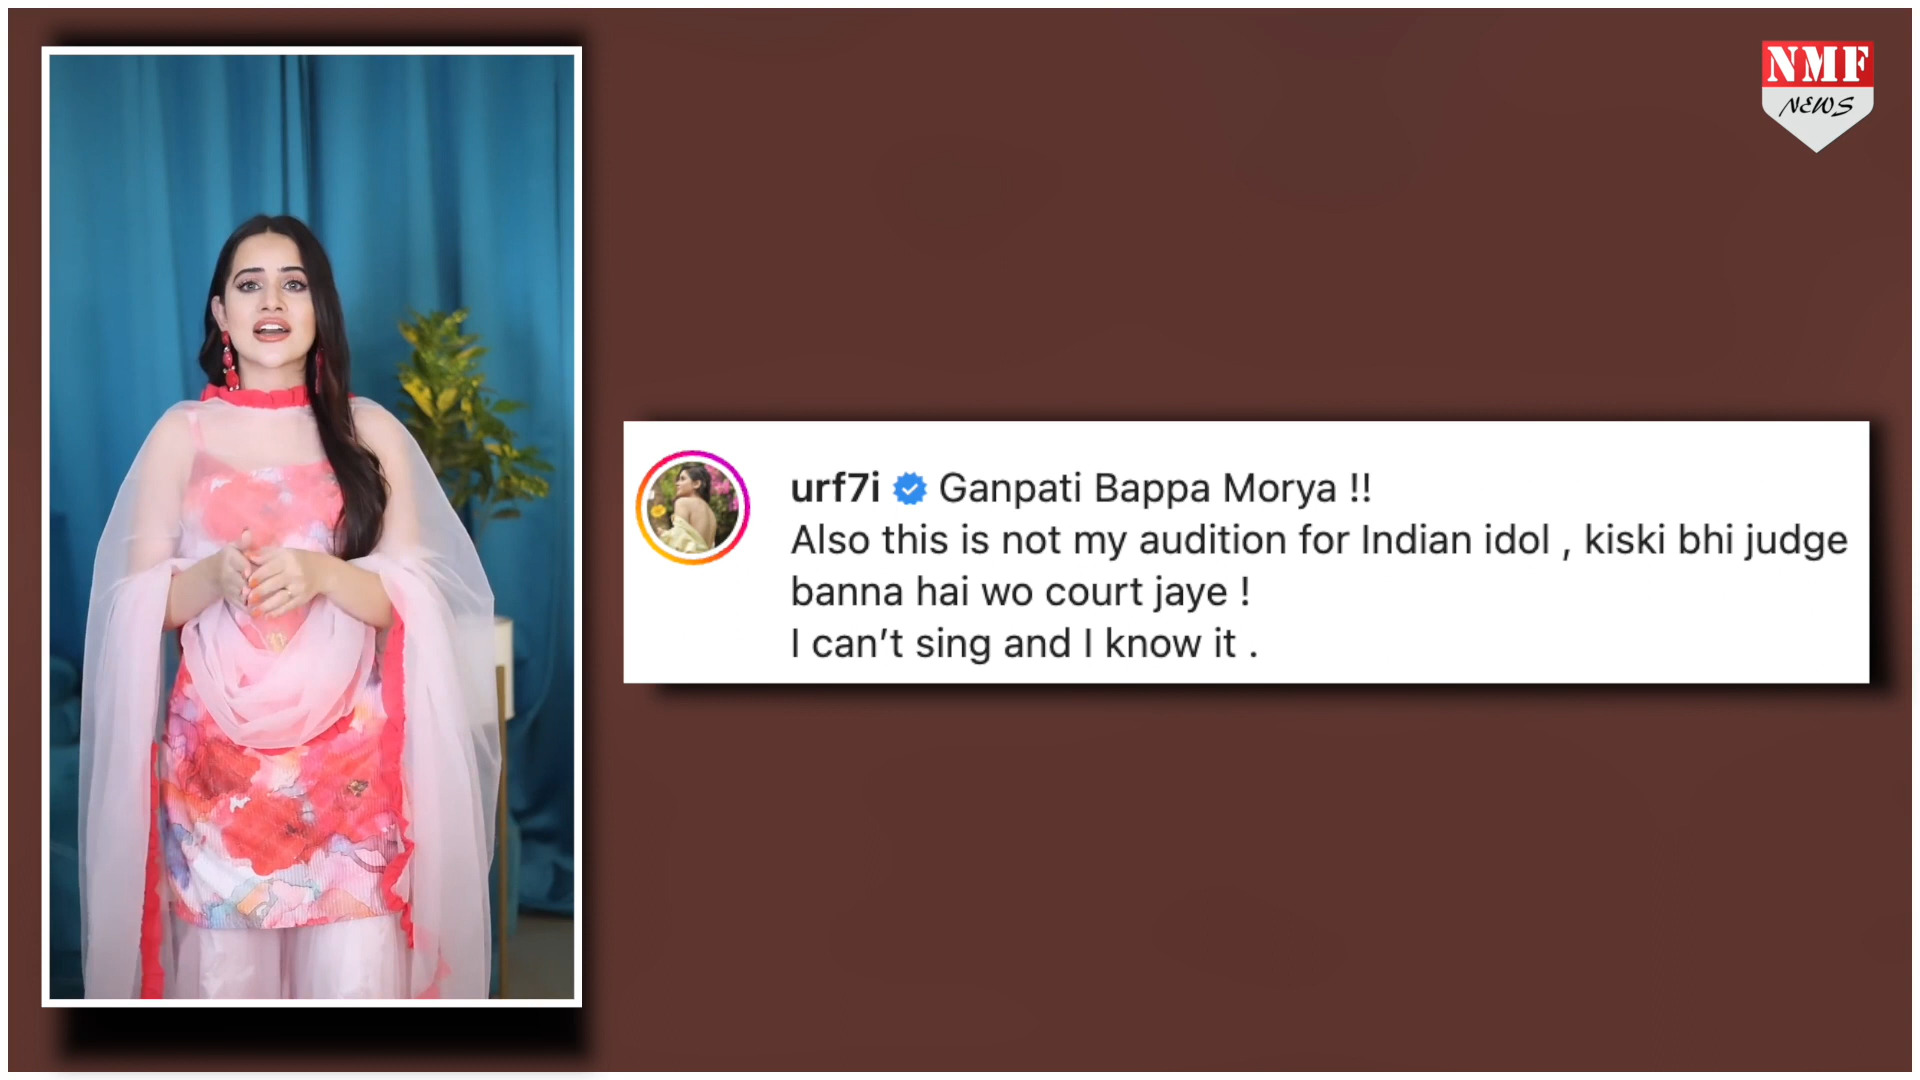 NMF
NEWS
urf7i Ganpati Bappa Morya !!
Also this is not my audition for Indian idol , kiski bhi judge
banna hai wo court jaye !
I can’t sing and I know it .